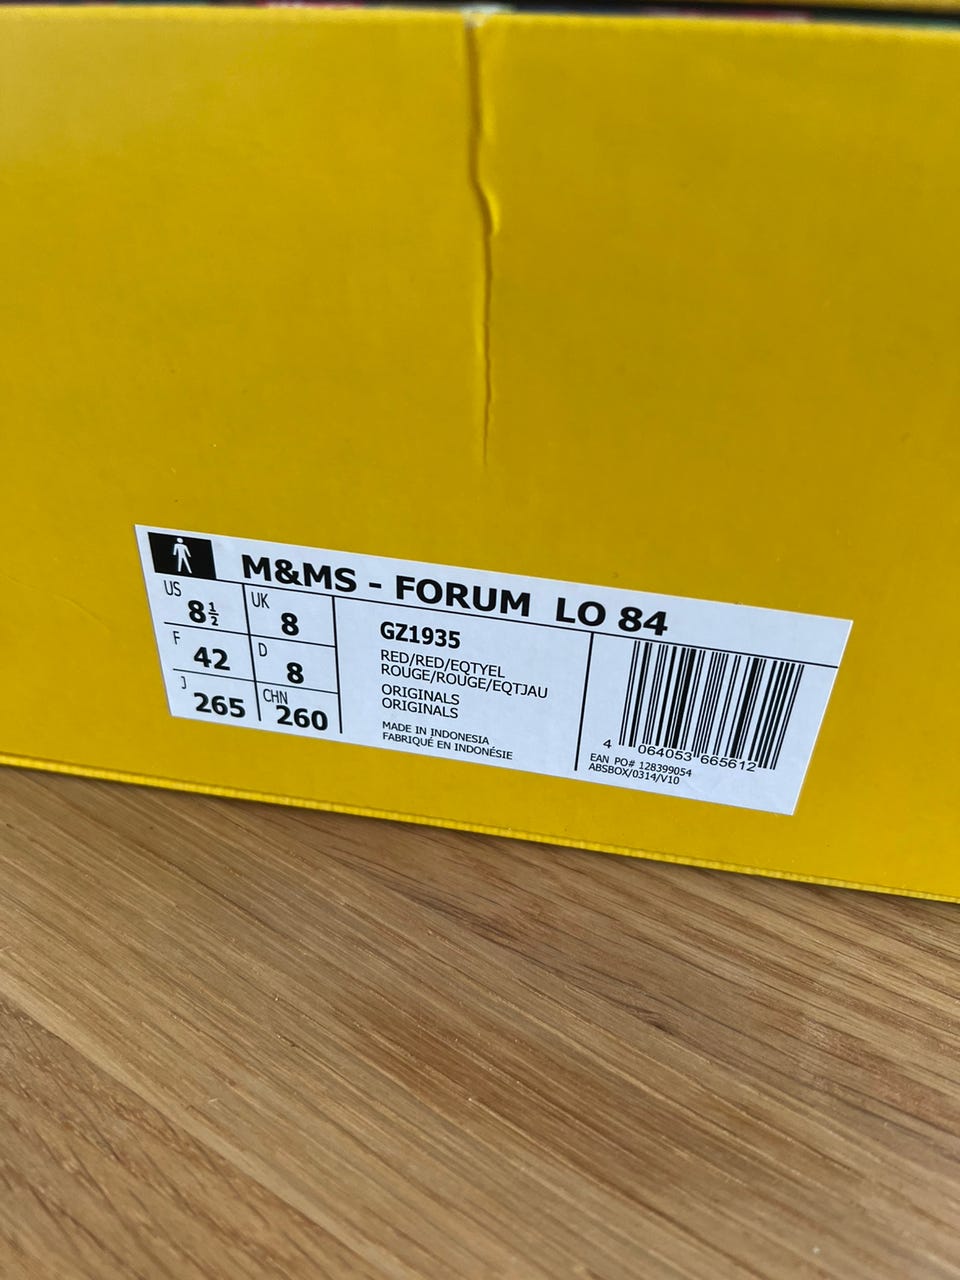 M&MS - FORUM LO 84
US 8½ UK 8
F 42 D 8
J 265 CHN 260
GZ1935
RED/RED/EQTYEL
ROUGE/ROUGE/EQTJAU
ORIGINALS
ORIGINALS
MADE IN INDONESIA
FABRIQUÉ EN INDONÉSIE
4 064053 665612
EAN PO# 128399054
ABSBOX/0314/V10